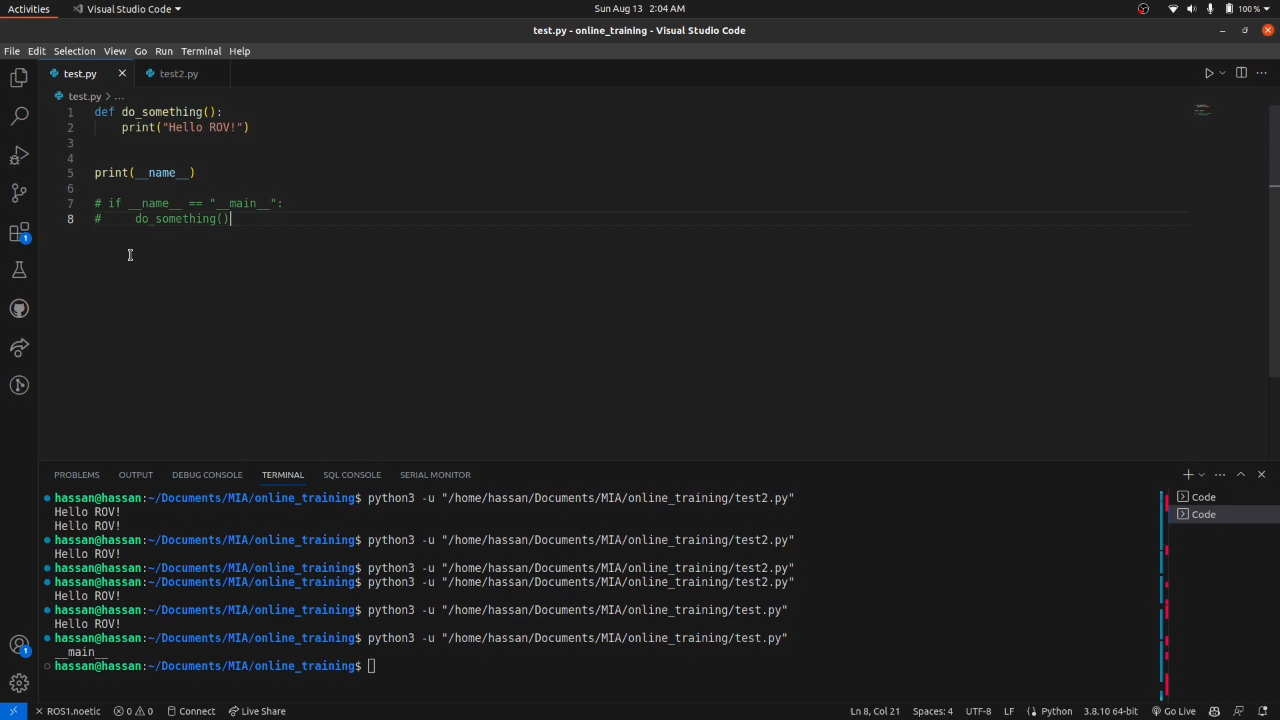 Activities
Visual Studio Code
Sun Aug 13 2:04 AM
100 %
test.py - online_training - Visual Studio Code
File Edit Selection View Go Run Terminal Help
test.py
test2.py
test.py > ...
1 def do_something():
2 print("Hello ROV!")
3
4
5 print(__name__)
6
7 # if __name__ == "__main__":
8 # do_something()
1
PROBLEMS OUTPUT DEBUG CONSOLE TERMINAL SQL CONSOLE SERIAL MONITOR
hassan@hassan:~/Documents/MIA/online_training$ python3 -u "/home/hassan/Documents/MIA/online_training/test2.py"
Hello ROV!
Hello ROV!
hassan@hassan:~/Documents/MIA/online_training$ python3 -u "/home/hassan/Documents/MIA/online_training/test2.py"
Hello ROV!
hassan@hassan:~/Documents/MIA/online_training$ python3 -u "/home/hassan/Documents/MIA/online_training/test2.py"
hassan@hassan:~/Documents/MIA/online_training$ python3 -u "/home/hassan/Documents/MIA/online_training/test2.py"
Hello ROV!
hassan@hassan:~/Documents/MIA/online_training$ python3 -u "/home/hassan/Documents/MIA/online_training/test.py"
Hello ROV!
hassan@hassan:~/Documents/MIA/online_training$ python3 -u "/home/hassan/Documents/MIA/online_training/test.py"
__main__
hassan@hassan:~/Documents/MIA/online_training$
Code
Code
1
ROS1.noetic 0 0 Connect Live Share
Ln 8, Col 21 Spaces: 4 UTF-8 LF Python 3.8.10 64-bit Go Live